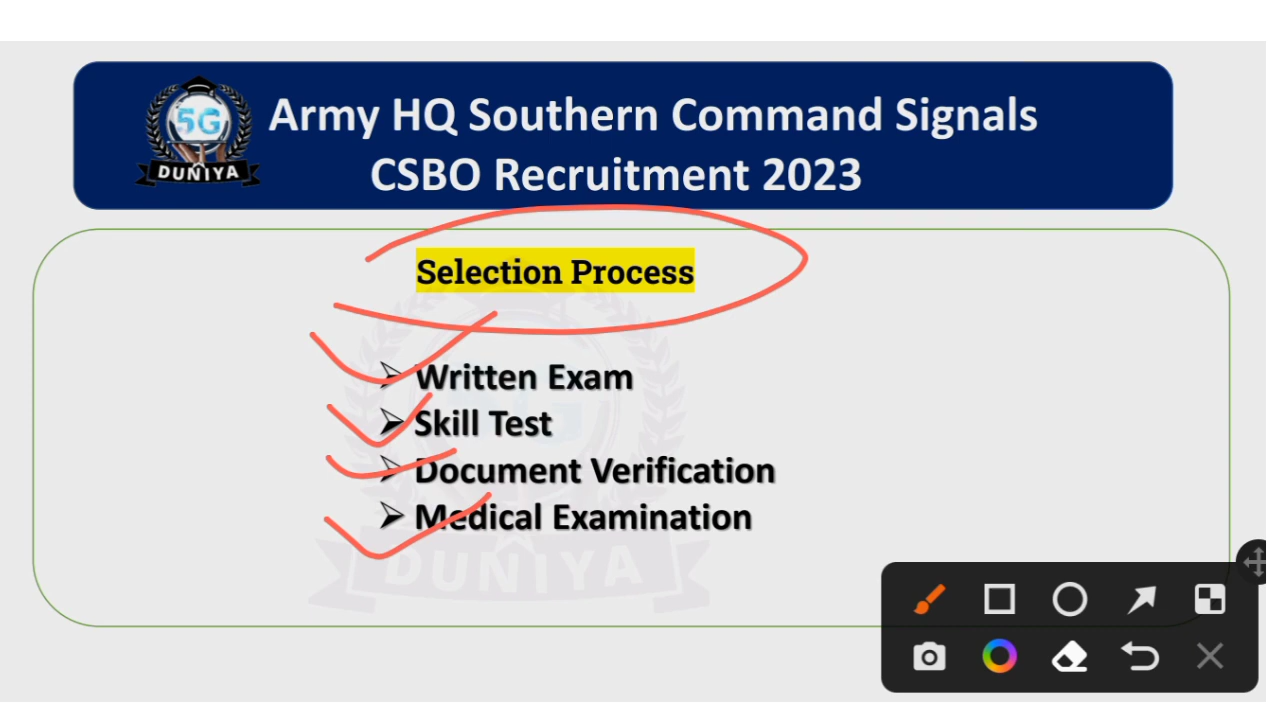 5G
DUNIYA
Army HQ Southern Command Signals
CSBO Recruitment 2023
Selection Process
➢ Written Exam
➢ Skill Test
➢ Document Verification
➢ Medical Examination
DUNIYA